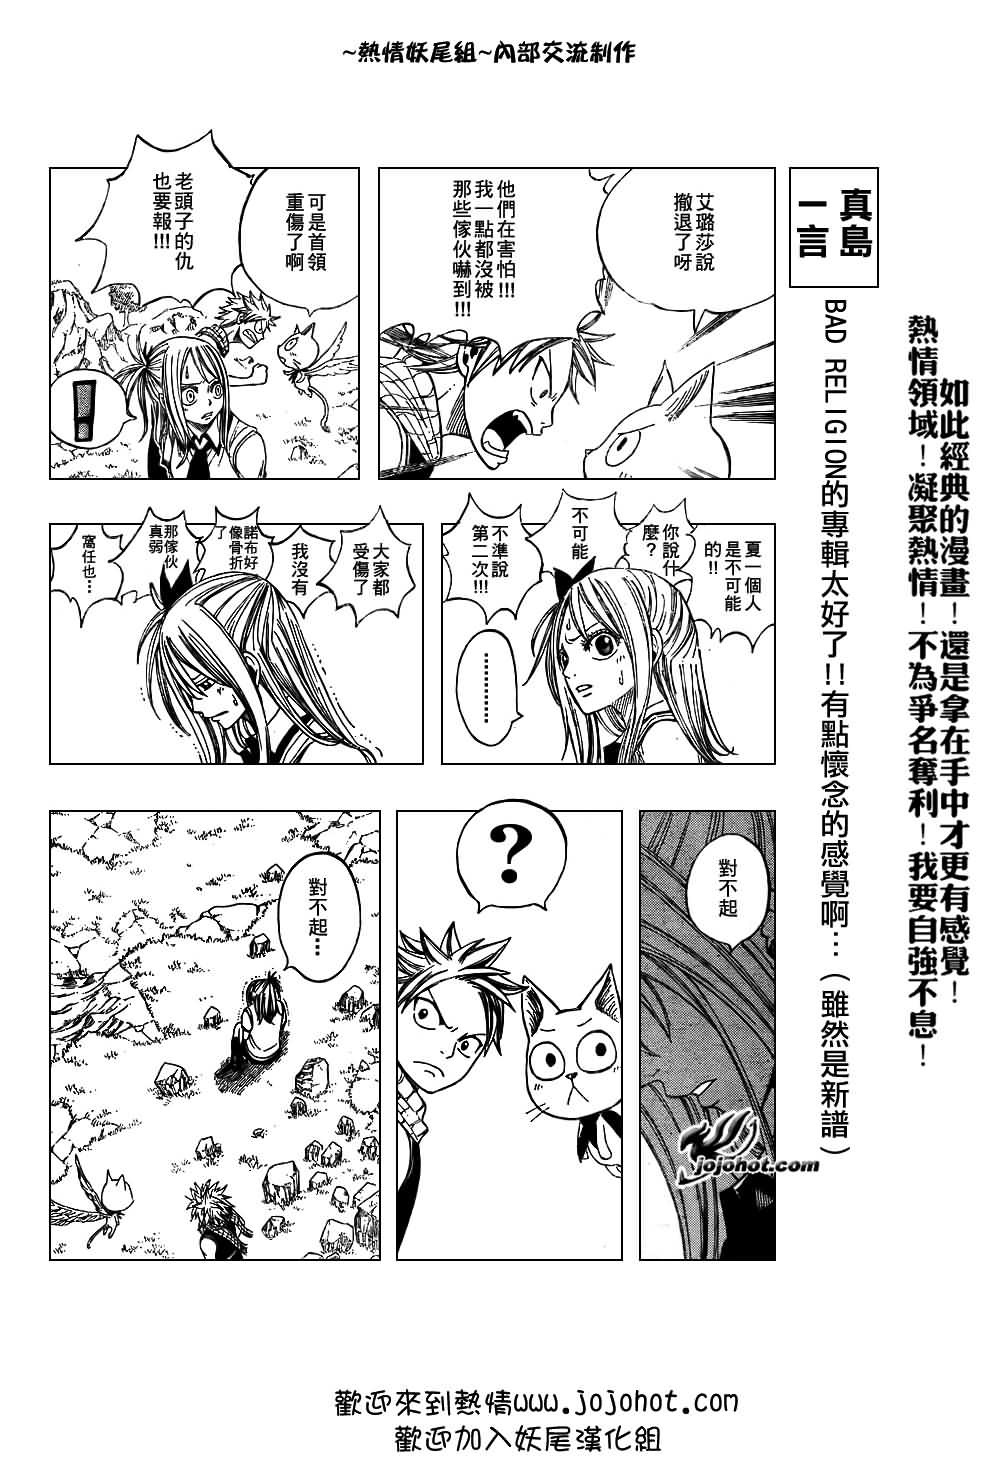 ~熱情妖尾組~內部交流制作
如此經典的漫畫！還是拿在手中才更有感覺！
熱情領域！凝聚熱情！不為爭名奪利！我要自強不息！
真島
一言
BAD RELIGION的專輯太好了!!有點懷念的感覺啊…（雖然是新譜）
艾璐莎說
撤退了呀
他們在害怕!!!
我一點都沒被
那些傢伙嚇到!!!
可是首領
重傷了啊
老頭子的仇
也要報!!!
!
夏一個人
是不可能
的!!
你說什
麼?
不可能
不準說
第二次!!!
………
大家都
受傷了
我沒有
諾布好
像骨折
了
那傢伙
真弱
窩任也…
對不起
?
對不起…
jojohot.com
歡迎來到熱情www.jojohot.com
歡迎加入妖尾漢化組